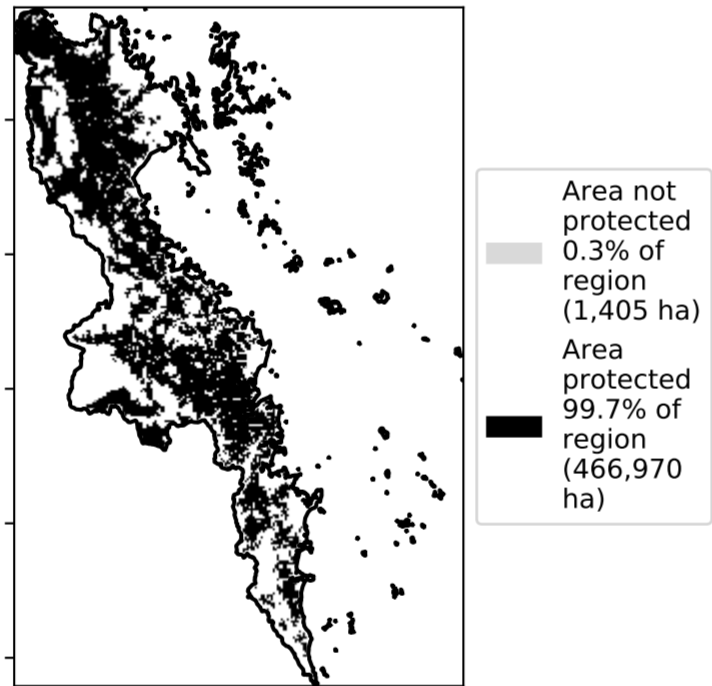 Area not
protected
0.3% of
region
(1,405 ha)
Area
protected
99.7% of
region
(466,970
ha)